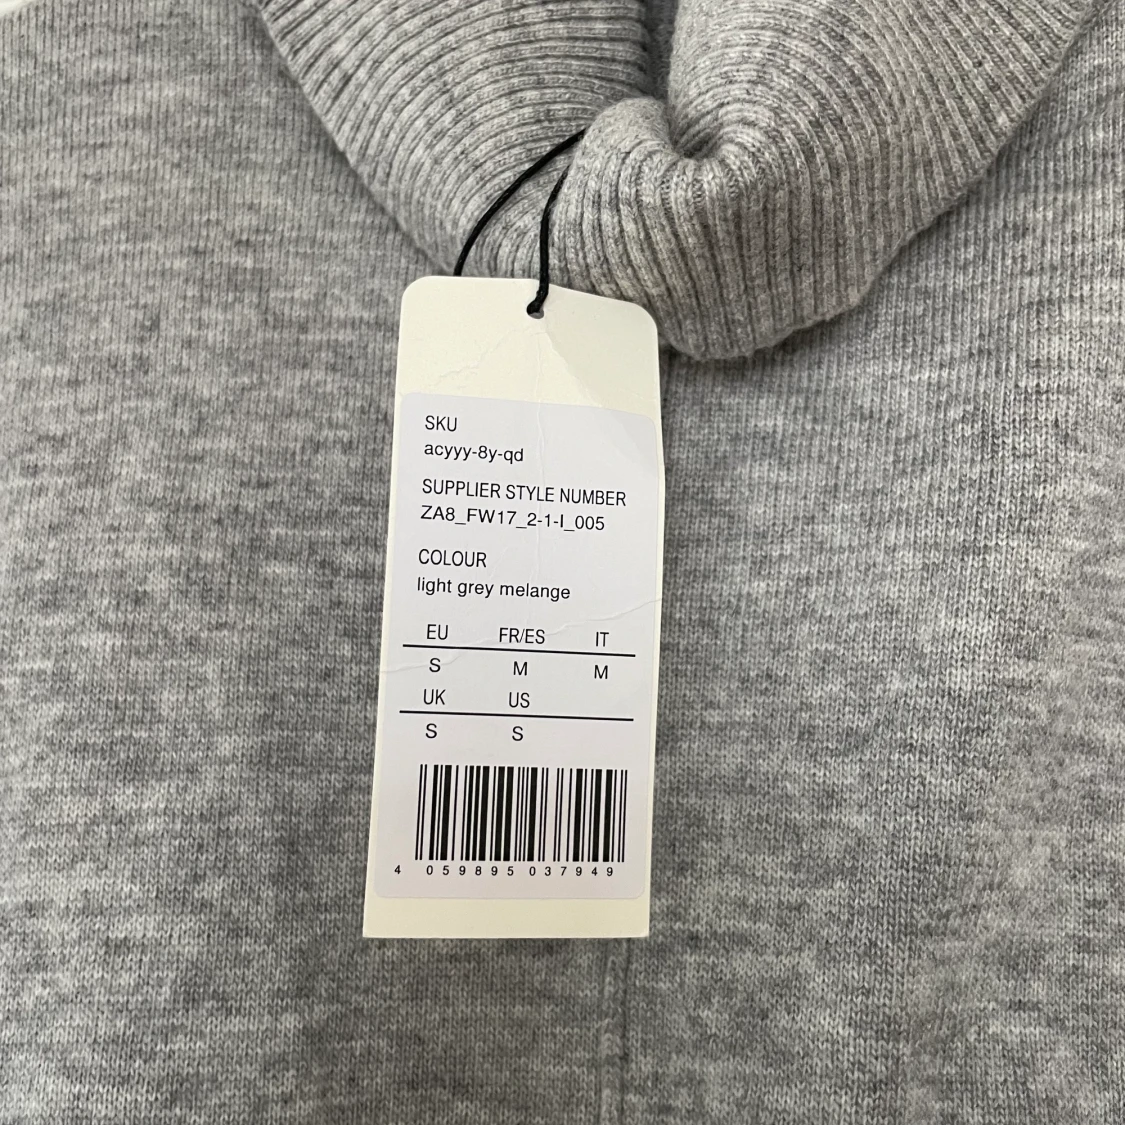 SKU
acyyy-8y-qd
SUPPLIER STYLE NUMBER
ZA8_FW17_2-1-I_005
COLOUR
light grey melange
EU FR/ES IT
S M M
UK US
S S
4 059895 037949